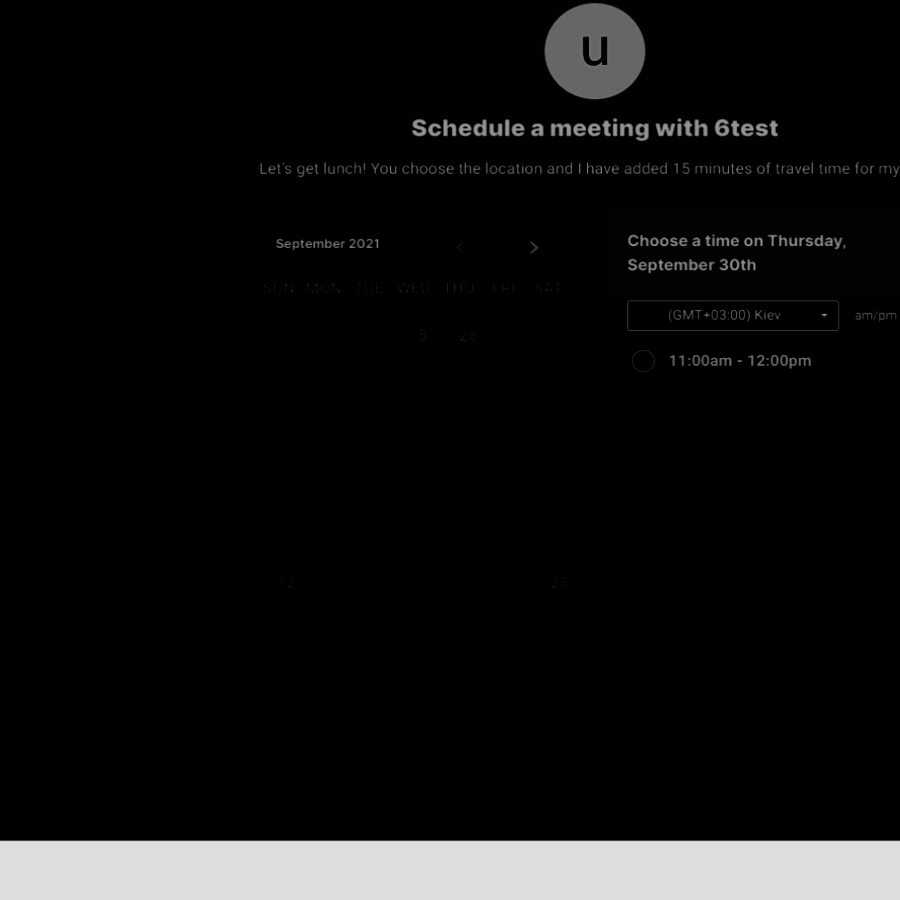 u
Schedule a meeting with 6test
Let's get lunch! You choose the location and I have added 15 minutes of travel time for my
September 2021
SUN MON TUE WED THU FRI SAT
5 28
12 28
Choose a time on Thursday,
September 30th
(GMT+03:00) Kiev
am/pm
11:00am - 12:00pm